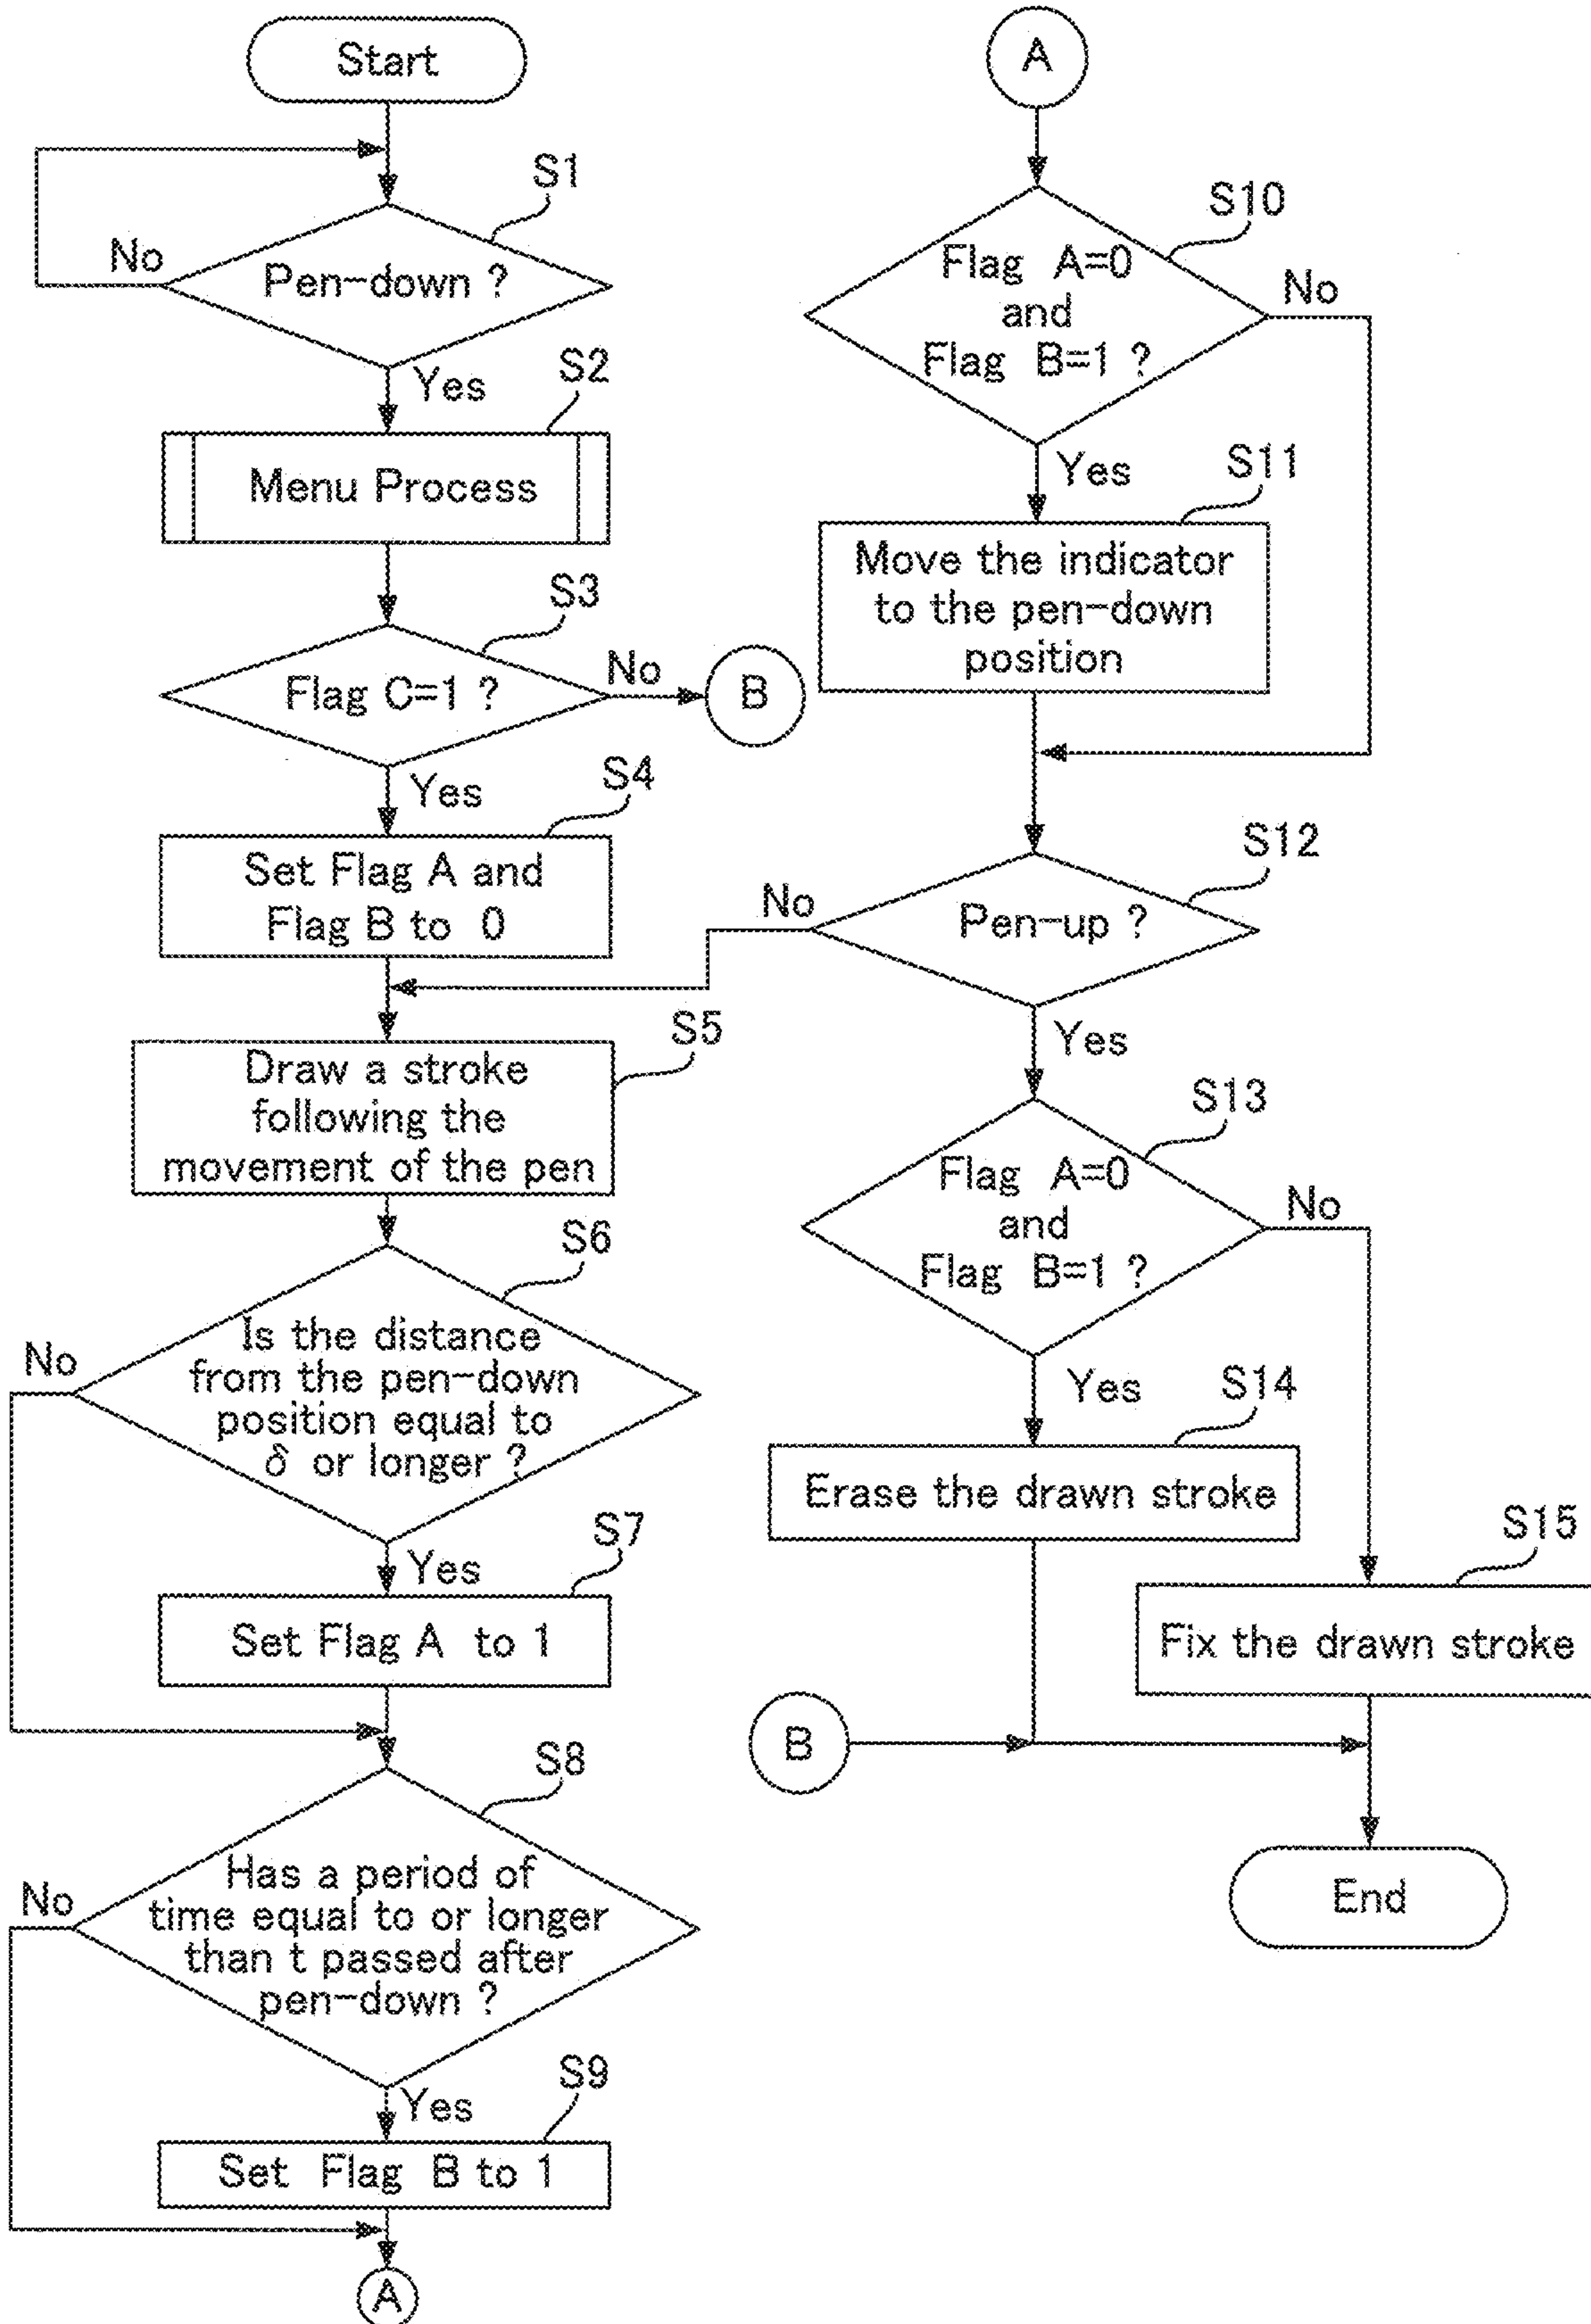 Start
S1
No
Pen-down ?
Yes
S2
Menu Process
S3
Flag C=1 ?
No
B
Yes
S4
Set Flag A and
Flag B to 0
S5
Draw a stroke
following the
movement of the pen
S6
No
Is the distance
from the pen-down
position equal to
δ or longer ?
Yes
S7
Set Flag A to 1
S8
No
Has a period of
time equal to or longer
than t passed after
pen-down ?
Yes
S9
Set Flag B to 1
A
A
S10
Flag A=0
and
Flag B=1 ?
No
Yes
S11
Move the indicator
to the pen-down
position
S12
No
Pen-up ?
Yes
S13
Flag A=0
and
Flag B=1 ?
No
Yes
S14
Erase the drawn stroke
S15
Fix the drawn stroke
B
End